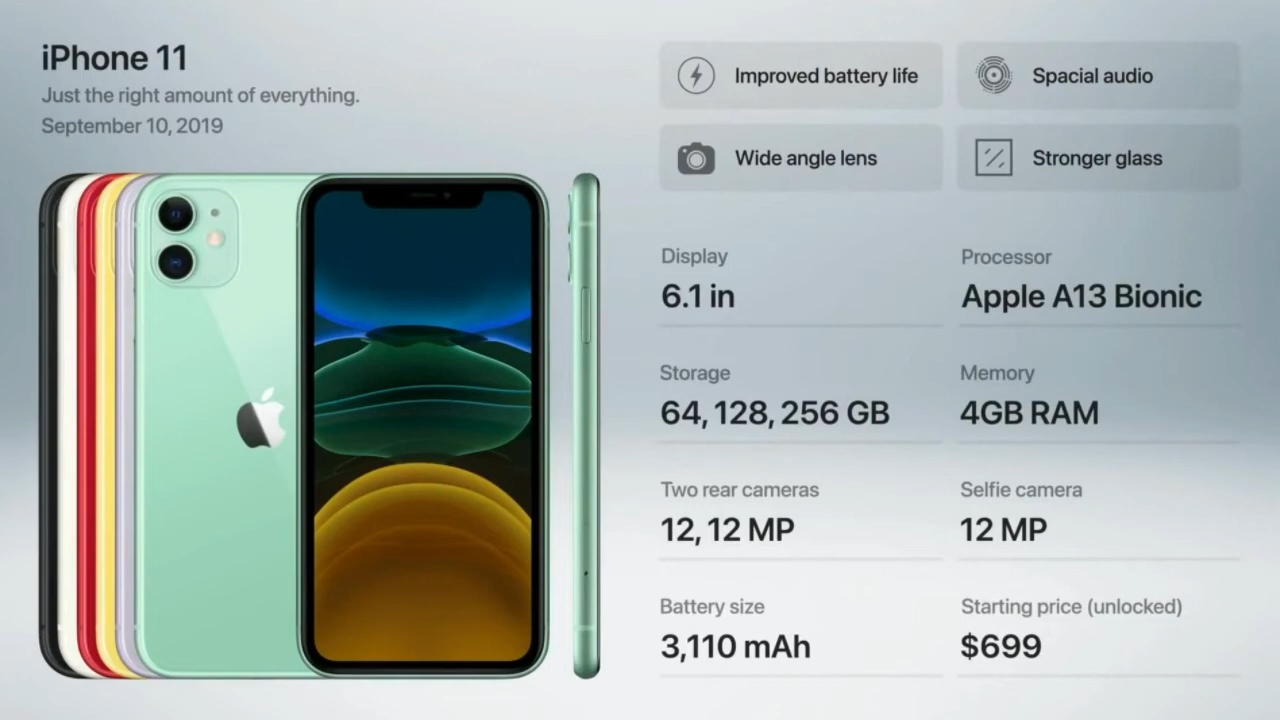 iPhone 11
Just the right amount of everything.
September 10, 2019
Improved battery life
Spacial audio
Wide angle lens
Stronger glass
Display
6.1 in
Processor
Apple A13 Bionic
Storage
64, 128, 256 GB
Memory
4GB RAM
Two rear cameras
12, 12 MP
Selfie camera
12 MP
Battery size
3,110 mAh
Starting price (unlocked)
$699